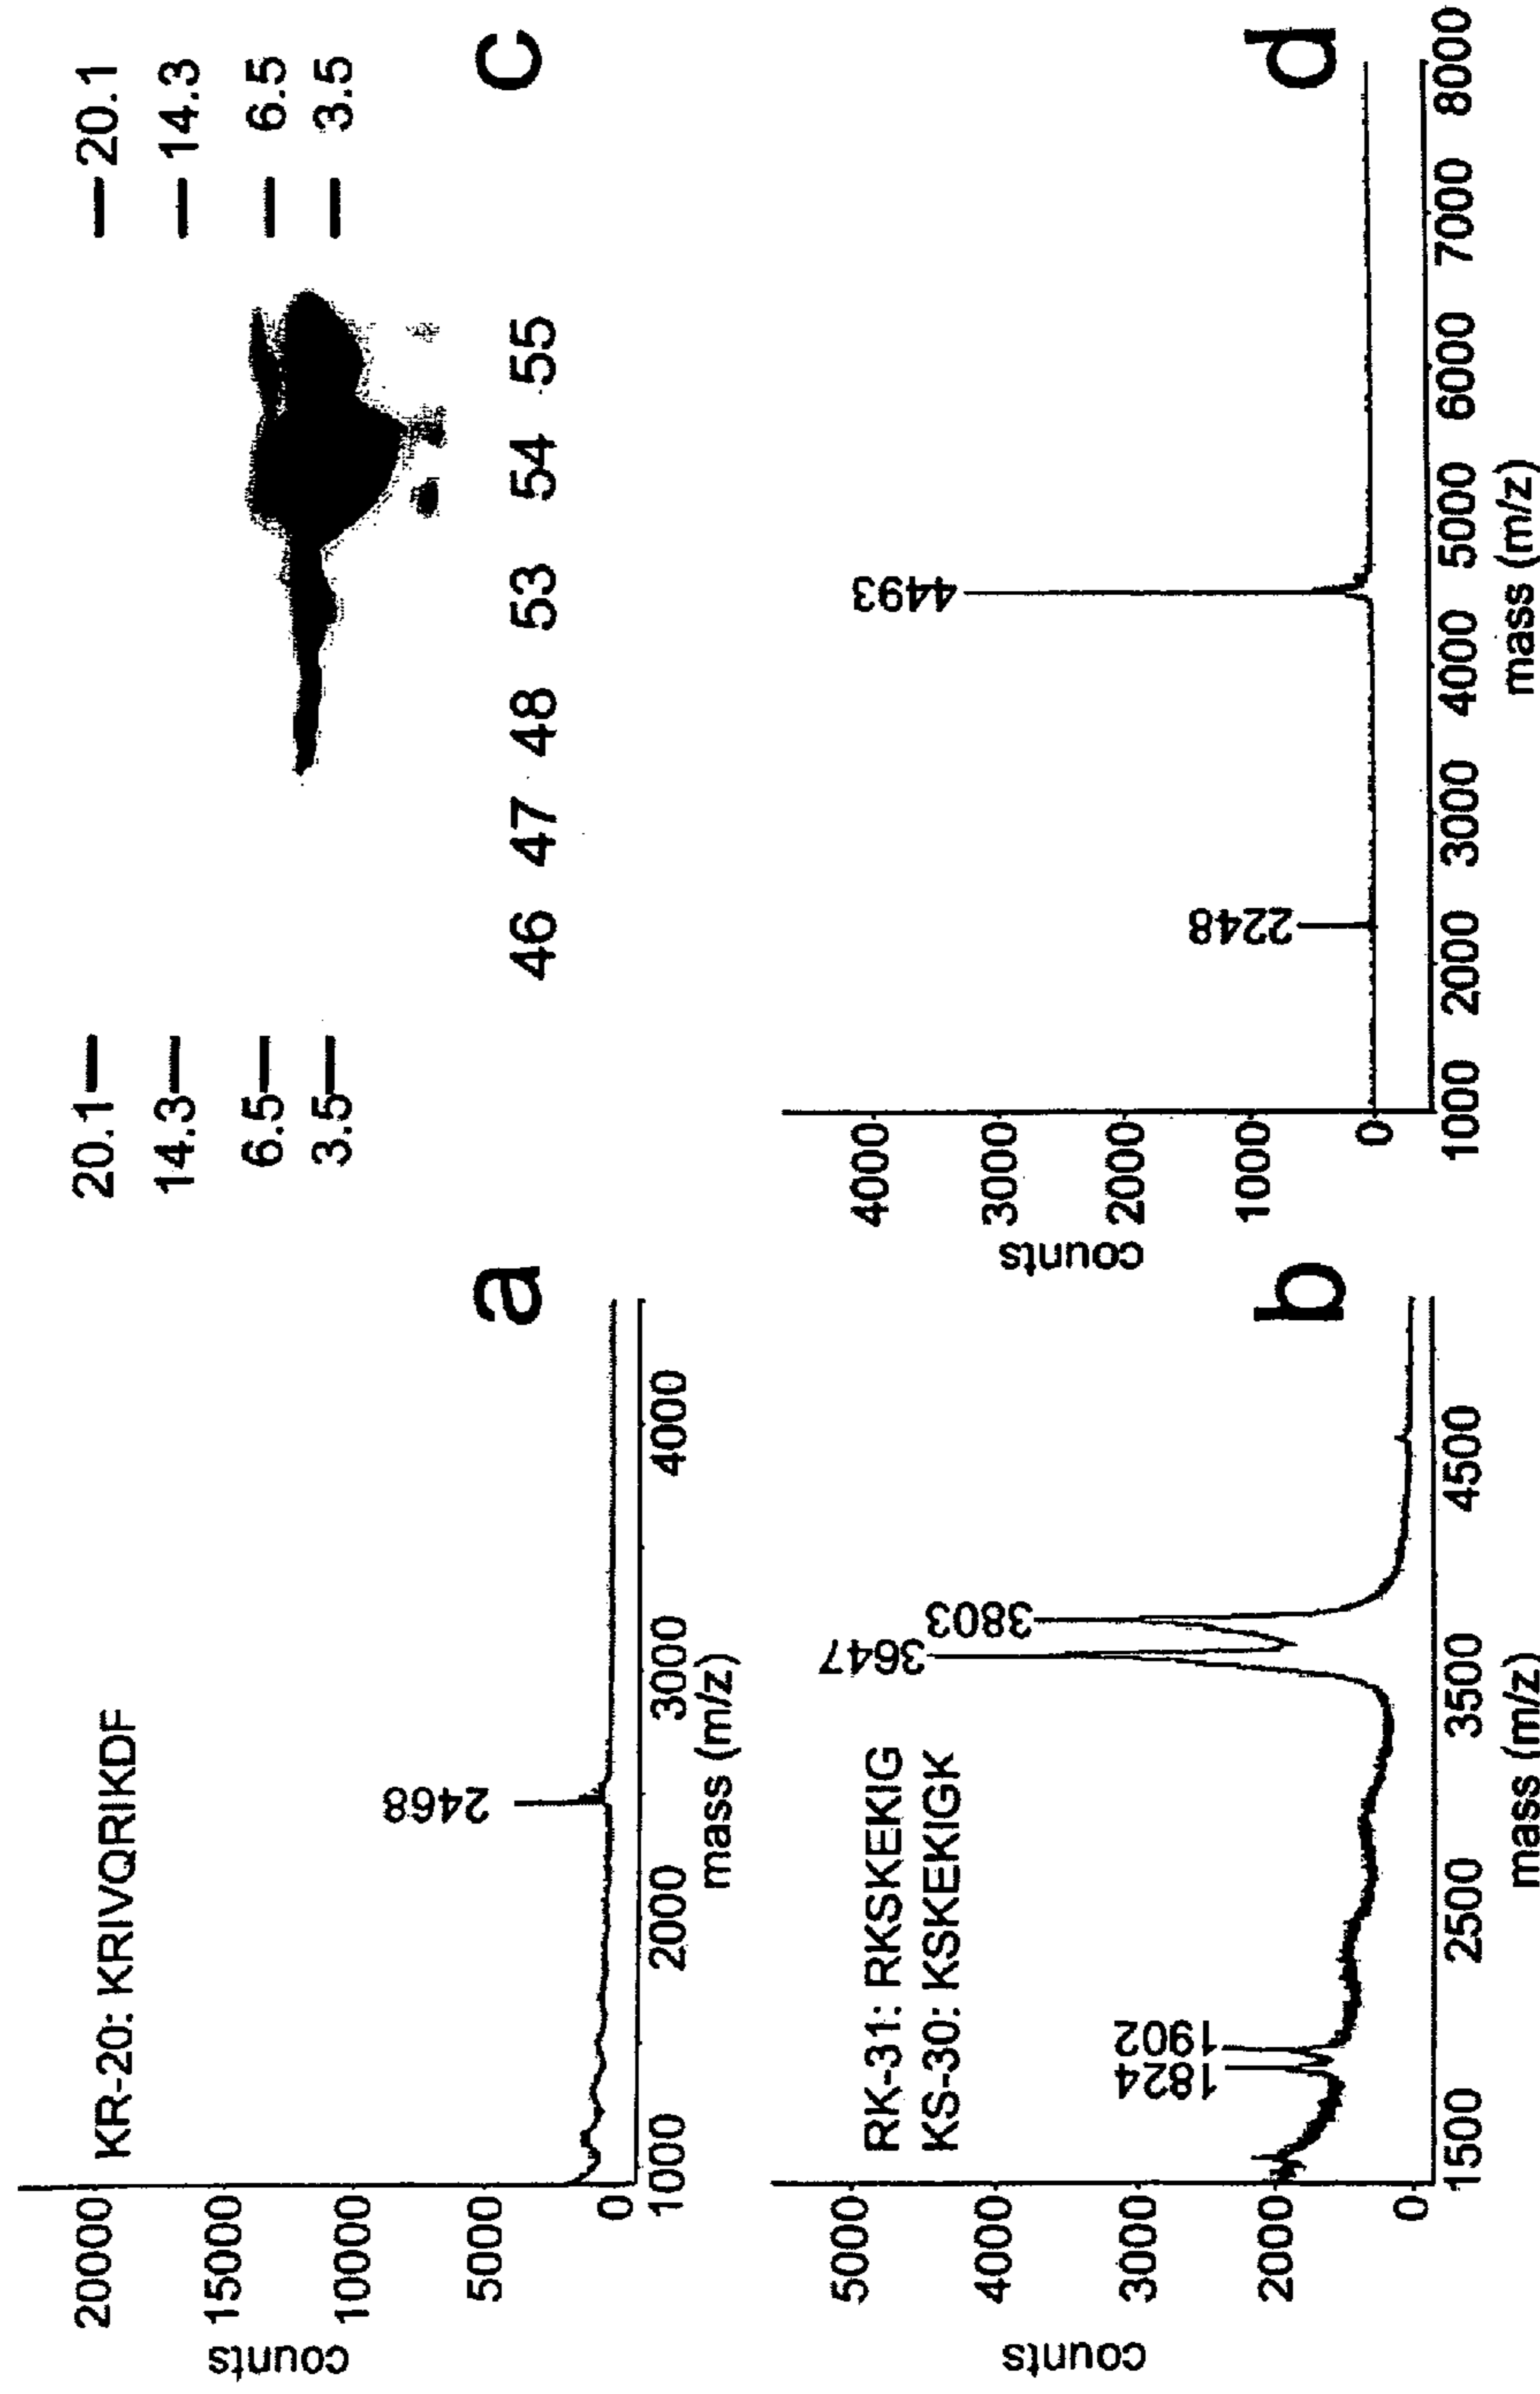 KR-20: KRIVQRIKDF
20000
15000
10000
5000
0
counts
2468
1000 2000 3000 4000
mass (m/z)
a
RK-31: RKSKEKIG
KS-30: KSKEKIGK
5000
4000
3000
2000
0
counts
1824
1902
3647
3803
1500 2500 3500 4500
mass (m/z)
b
20.1
14.3
6.5
3.5
20.1
14.3
6.5
3.5
46 47 48 53 54 55
c
4000
3000
2000
1000
0
counts
2248
4493
1000 2000 3000 4000 5000 6000 7000 8000
mass (m/z)
d